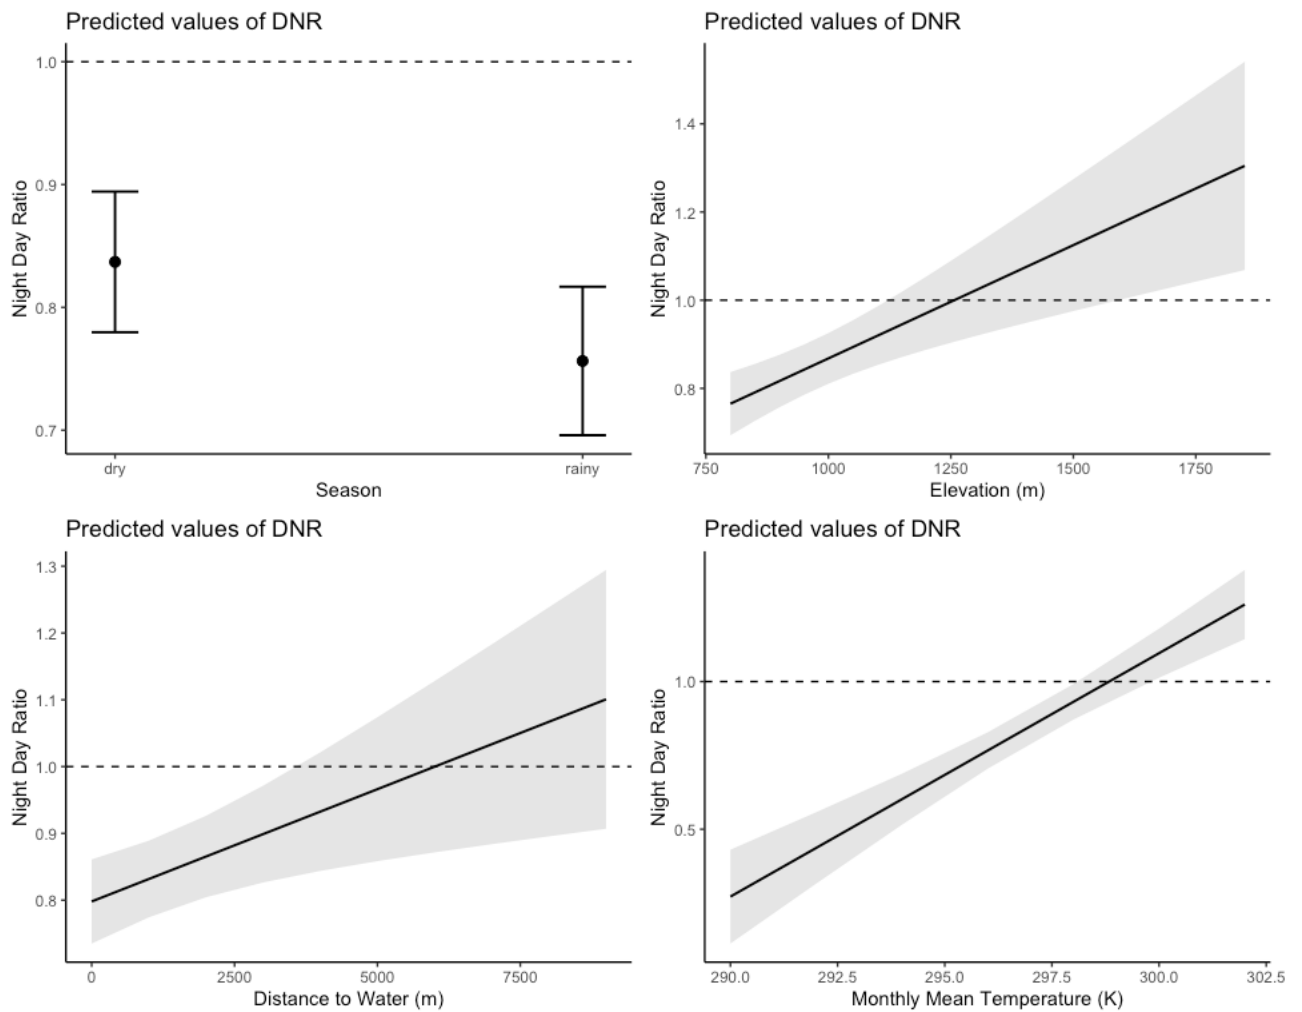 Predicted values of DNR
Night Day Ratio
1.0
0.9
0.8
0.7
dry
rainy
Season
Predicted values of DNR
Night Day Ratio
1.4
1.2
1.0
0.8
750
1000
1250
1500
1750
Elevation (m)
Predicted values of DNR
Night Day Ratio
1.3
1.2
1.1
1.0
0.9
0.8
0
2500
5000
7500
Distance to Water (m)
Predicted values of DNR
Night Day Ratio
1.0
0.5
290.0
292.5
295.0
297.5
300.0
302.5
Monthly Mean Temperature (K)